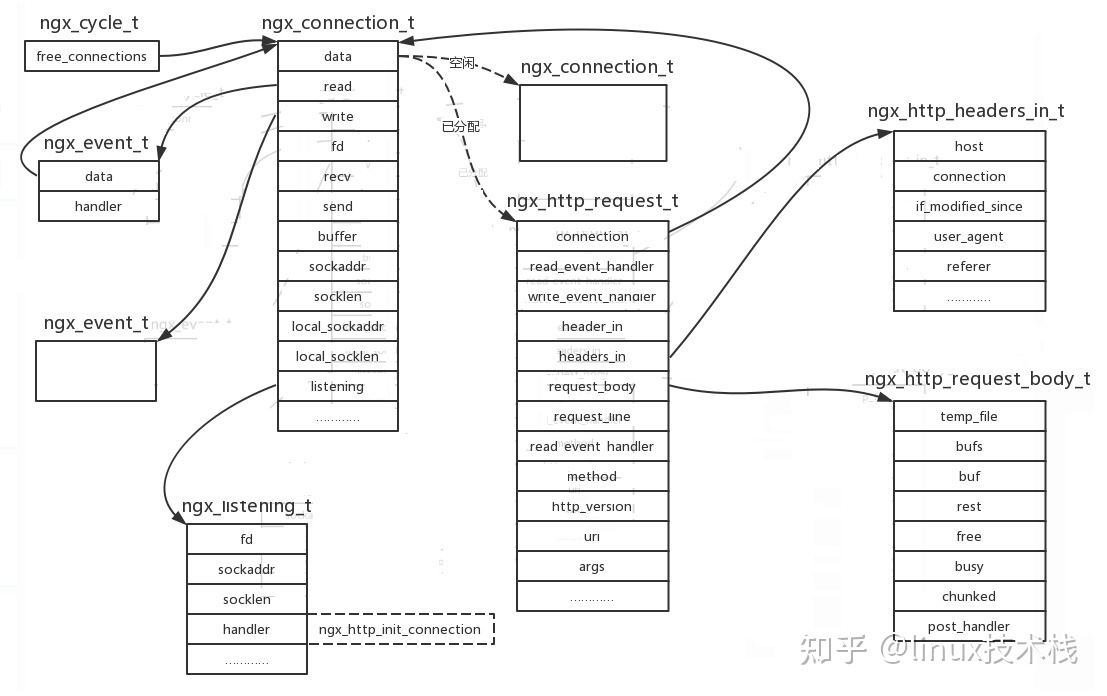 ngx_cycle_t
free_connections
ngx_connection_t
data
read
write
fd
recv
send
buffer
sockaddr
socklen
local_sockaddr
local_socklen
listening
…………
空闲
已分配
ngx_connection_t
ngx_event_t
data
handler
ngx_event_t
ngx_listening_t
fd
sockaddr
socklen
handler
…………
ngx_http_init_connection
ngx_http_request_t
connection
read_event_handler
write_event_handler
header_in
headers_in
request_body
request_line
read_event_handler
method
http_version
uri
args
…………
ngx_http_headers_in_t
host
connection
if_modified_since
user_agent
referer
…………
ngx_http_request_body_t
temp_file
bufs
buf
rest
free
busy
chunked
post_handler
知乎 @linux技术栈